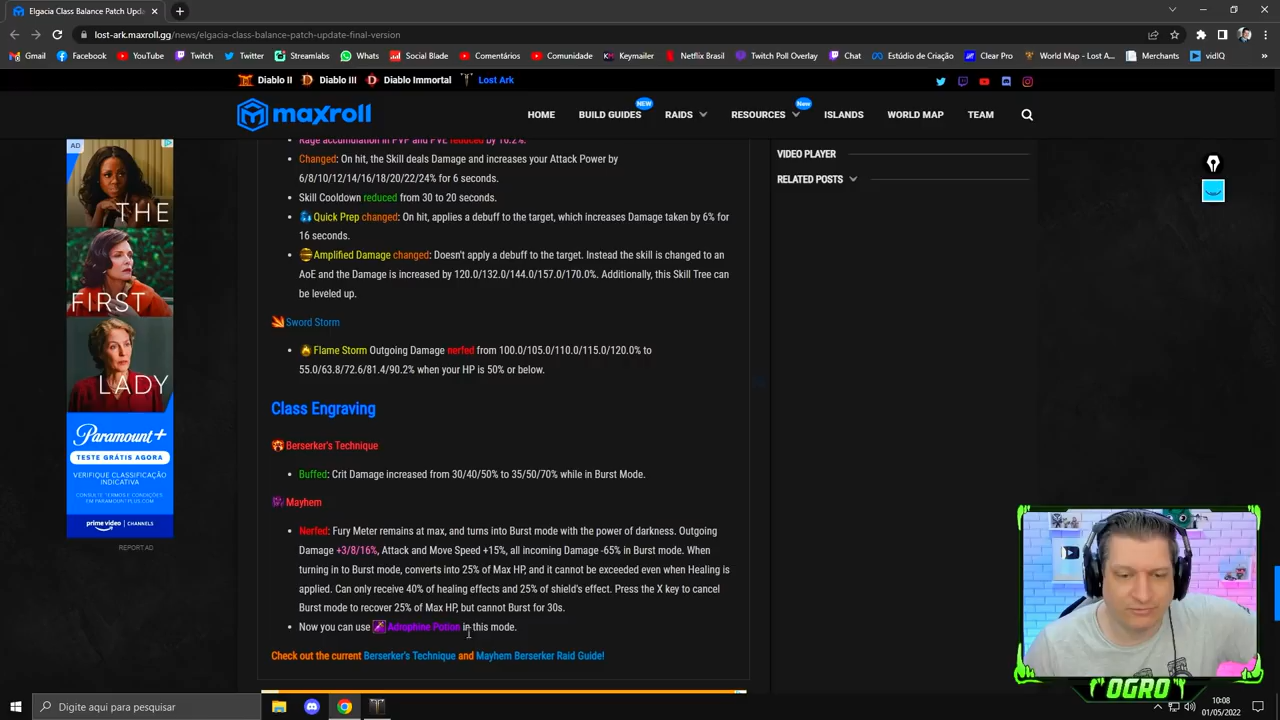 Elgacia Class Balance Patch Upda
lost-ark.maxroll.gg/news/elgacia-class-balance-patch-update-final-version
Gmail
Facebook
YouTube
Twitch
Twitter
Streamlabs
Whats
Social Blade
Comentários
Comunidade
Keymailer
Netflix Brasil
Twitch Poll Overlay
Chat
Estúdio de Criação
Clear Pro
World Map - Lost A...
Merchants
vidIQ
Diablo II
Diablo III
Diablo Immortal
Lost Ark
maxroll
HOME
BUILD GUIDES
NEW
RAIDS
RESOURCES
New
ISLANDS
WORLD MAP
TEAM
AD
THE
FIRST
LADY
Paramount+
TESTE GRÁTIS AGORA
VERIFIQUE CLASSIFICAÇÃO
INDICATIVA
prime video | CHANNELS
REPORT AD
Rage accumulation in PVP and PVE reduced by 16.2%.
Changed: On hit, the Skill deals Damage and increases your Attack Power by
6/8/10/12/14/16/18/20/22/24% for 6 seconds.
Skill Cooldown reduced from 30 to 20 seconds.
Quick Prep changed: On hit, applies a debuff to the target, which increases Damage taken by 6% for
16 seconds.
Amplified Damage changed: Doesn't apply a debuff to the target. Instead the skill is changed to an
AoE and the Damage is increased by 120.0/132.0/144.0/157.0/170.0%. Additionally, this Skill Tree can
be leveled up.
Sword Storm
Flame Storm Outgoing Damage nerfed from 100.0/105.0/110.0/115.0/120.0% to
55.0/63.8/72.6/81.4/90.2% when your HP is 50% or below.
Class Engraving
Berserker's Technique
Buffed: Crit Damage increased from 30/40/50% to 35/50/70% while in Burst Mode.
Mayhem
Nerfed: Fury Meter remains at max, and turns into Burst mode with the power of darkness. Outgoing
Damage +3/8/16%, Attack and Move Speed +15%, all incoming Damage -65% in Burst mode. When
turning in to Burst mode, converts into 25% of Max HP, and it cannot be exceeded even when Healing is
applied. Can only receive 40% of healing effects and 25% of shield's effect. Press the X key to cancel
Burst mode to recover 25% of Max HP, but cannot Burst for 30s.
Now you can use Adrophine Potion in this mode.
Check out the current Berserker's Technique and Mayhem Berserker Raid Guide!
VIDEO PLAYER
RELATED POSTS
OGRO
Digite aqui para pesquisar
10:08
01/05/2022